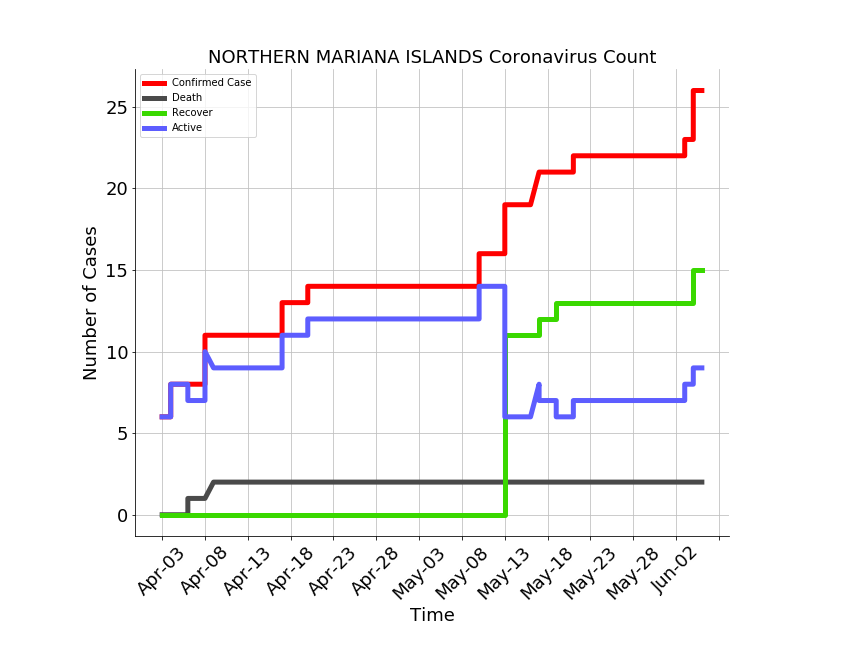 NORTHERN MARIANA ISLANDS Coronavirus Count
Confirmed Case
Death
Recover
Active
Number of Cases
25
20
15
10
5
0
Apr-03
Apr-08
Apr-13
Apr-18
Apr-23
Apr-28
May-03
May-08
May-13
May-18
May-23
May-28
Jun-02
Time